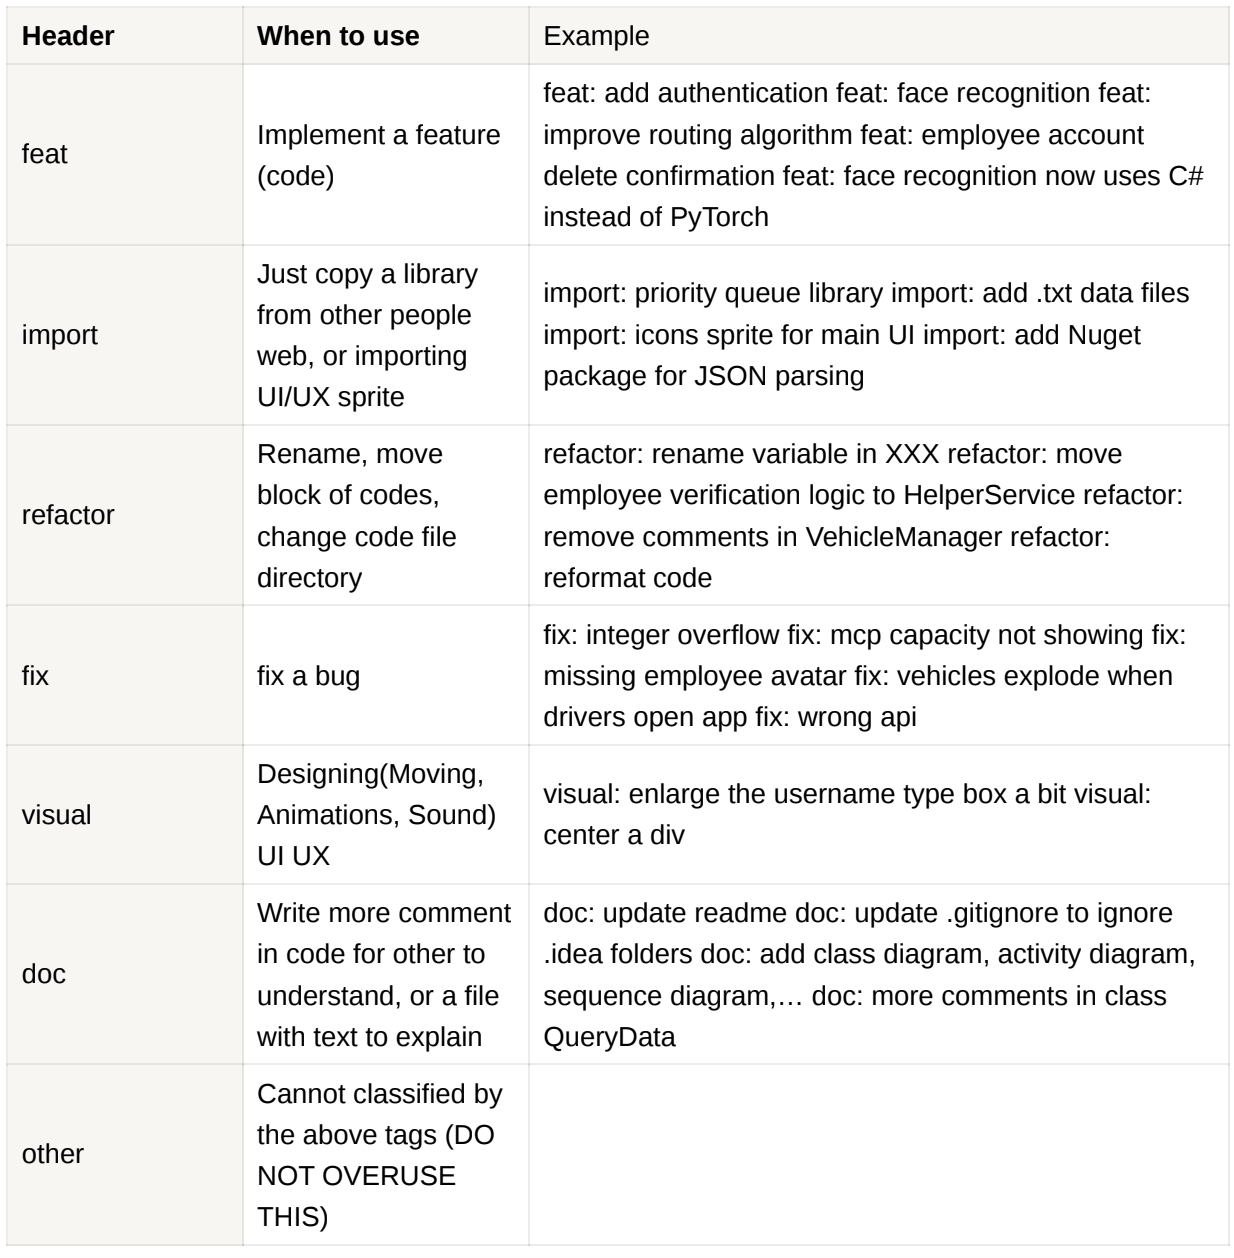 Header
When to use
Example
feat
Implement a feature
(code)
feat: add authentication feat: face recognition feat:
improve routing algorithm feat: employee account
delete confirmation feat: face recognition now uses C#
instead of PyTorch
import
Just copy a library
from other people
web, or importing
UI/UX sprite
import: priority queue library import: add .txt data files
import: icons sprite for main UI import: add Nuget
package for JSON parsing
refactor
Rename, move
block of codes,
change code file
directory
refactor: rename variable in XXX refactor: move
employee verification logic to HelperService refactor:
remove comments in VehicleManager refactor:
reformat code
fix
fix a bug
fix: integer overflow fix: mcp capacity not showing fix:
missing employee avatar fix: vehicles explode when
drivers open app fix: wrong api
visual
Designing(Moving,
Animations, Sound)
UI UX
visual: enlarge the username type box a bit visual:
center a div
doc
Write more comment
in code for other to
understand, or a file
with text to explain
doc: update readme doc: update .gitignore to ignore
.idea folders doc: add class diagram, activity diagram,
sequence diagram,… doc: more comments in class
QueryData
other
Cannot classified by
the above tags (DO
NOT OVERUSE
THIS)